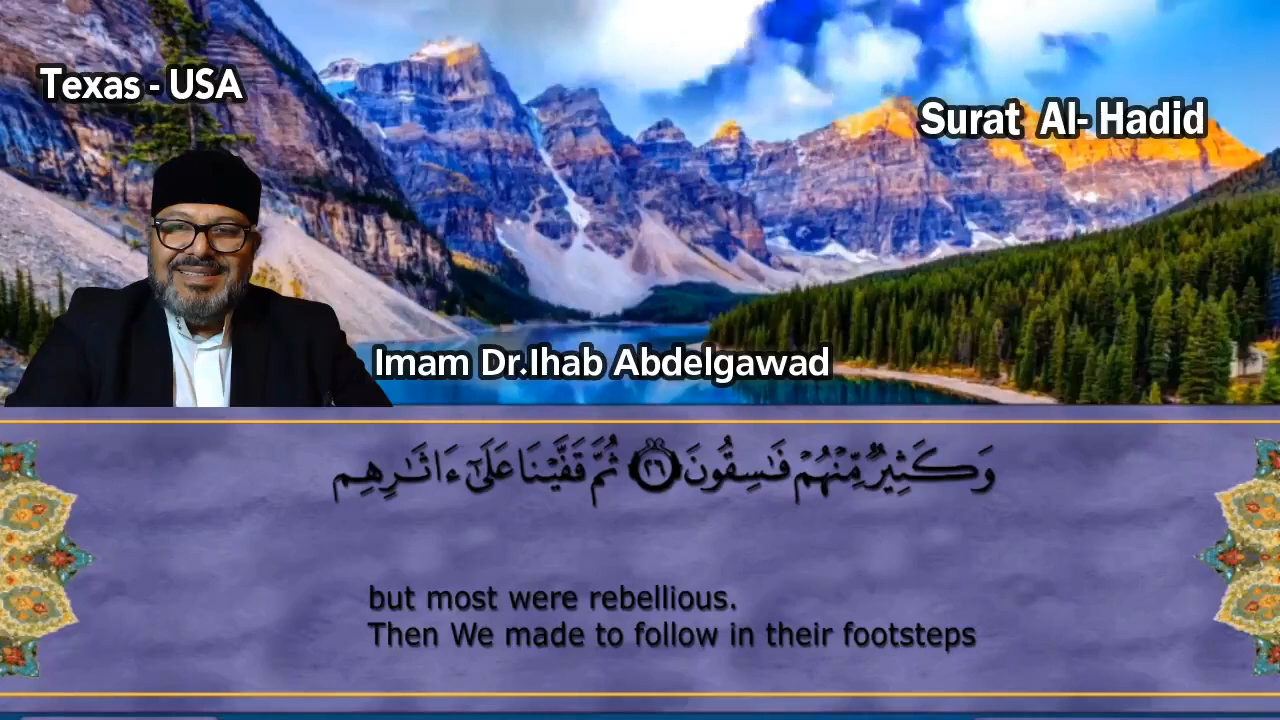 Texas - USA
Surat Al- Hadid
Imam Dr.Ihab Abdelgawad
وَكَثِيرٌ مِّنْهُمْ فَـٰسِقُونَ ٢٦ ثُمَّ قَفَّيْنَا عَلَىٰٓ ءَاثَـٰرِهِم
but most were rebellious.
Then We made to follow in their footsteps